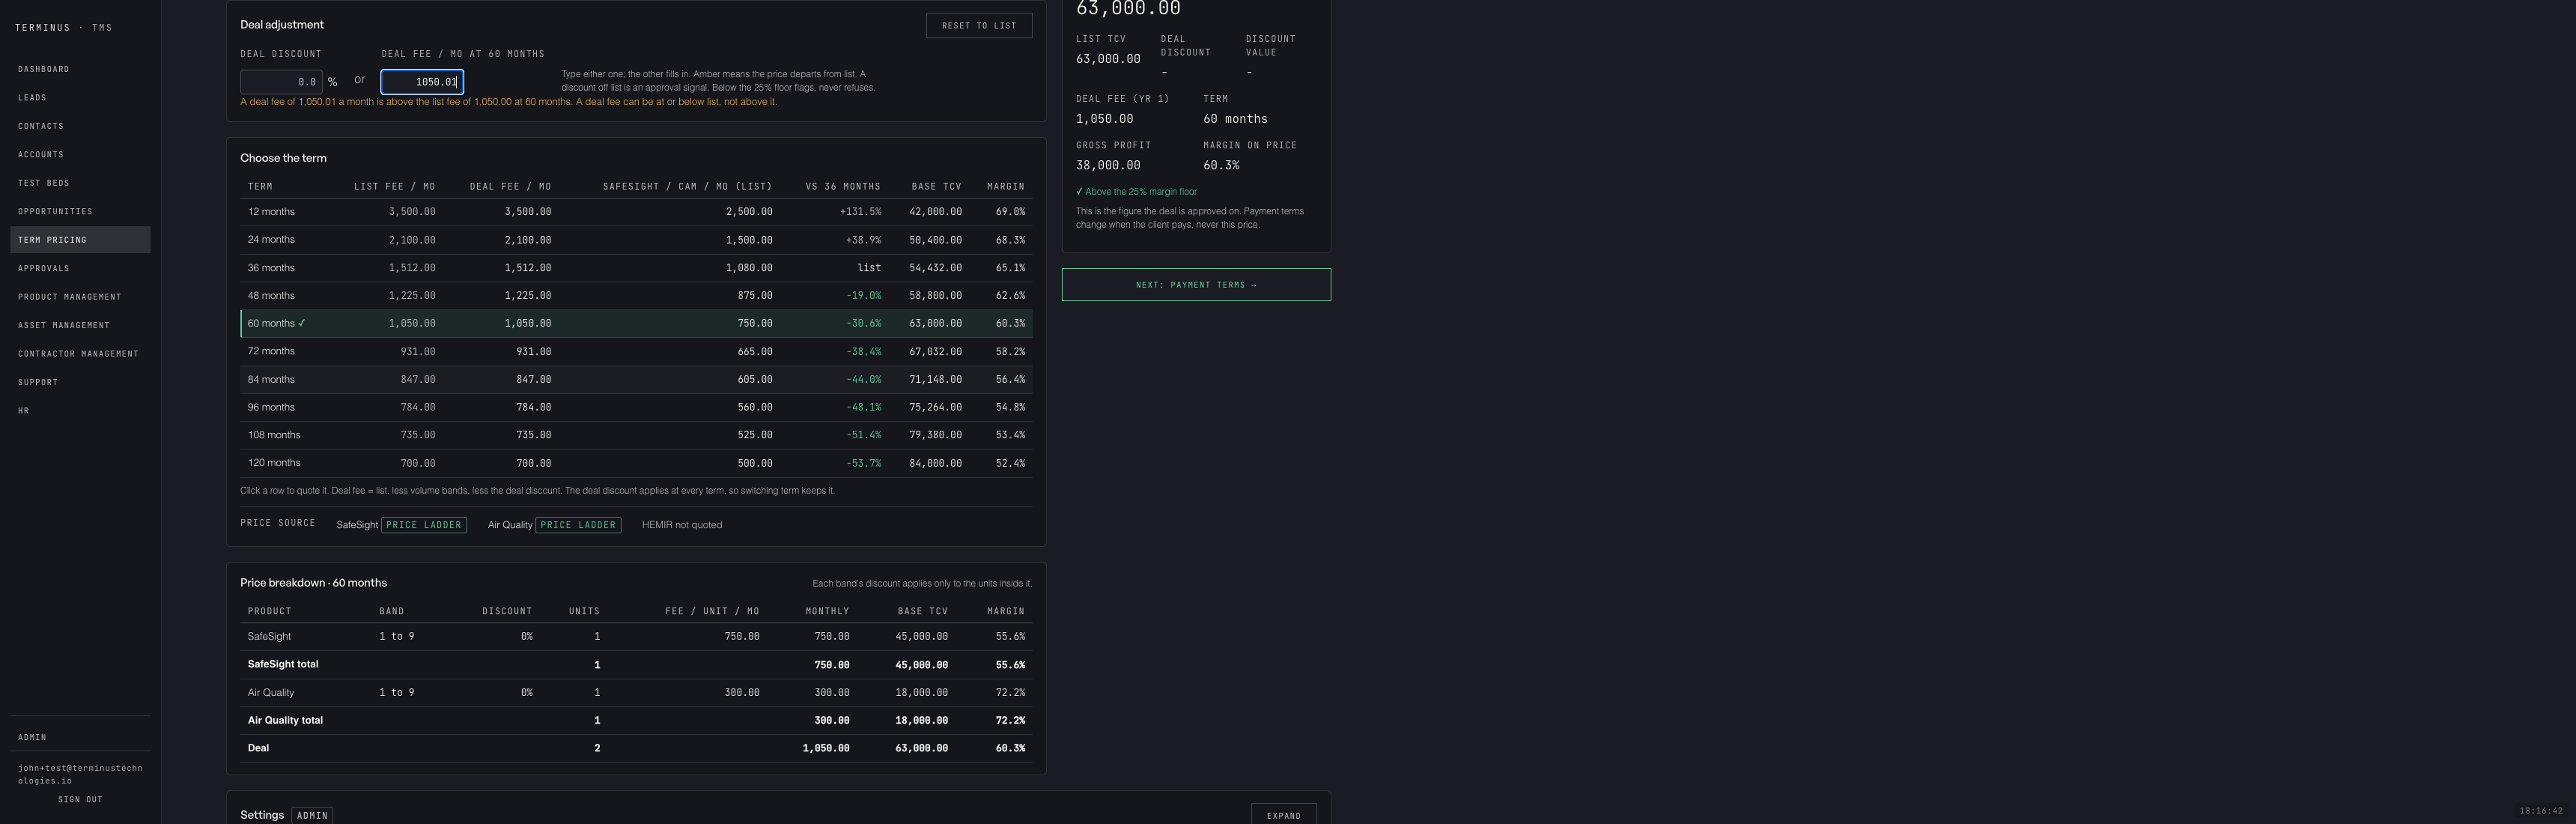 TERMINUS · TMS
DASHBOARD
LEADS
CONTACTS
ACCOUNTS
TEST BEDS
OPPORTUNITIES
TERM PRICING
APPROVALS
PRODUCT MANAGEMENT
ASSET MANAGEMENT
CONTRACTOR MANAGEMENT
SUPPORT
HR
ADMIN
john+test@terminustechn
ologies.io
SIGN OUT
Deal adjustment
RESET TO LIST
DEAL DISCOUNT DEAL FEE / MO AT 60 MONTHS
0.0 % or 1050.01
Type either one; the other fills in. Amber means the price departs from list. A
discount off list is an approval signal. Below the 25% floor flags, never refuses.
A deal fee of 1,050.01 a month is above the list fee of 1,050.00 at 60 months. A deal fee can be at or below list, not above it.
Choose the term
TERM LIST FEE / MO DEAL FEE / MO SAFESIGHT / CAM / MO (LIST) VS 36 MONTHS BASE TCV MARGIN
12 months 3,500.00 3,500.00 2,500.00 +131.5% 42,000.00 69.0%
24 months 2,100.00 2,100.00 1,500.00 +38.9% 50,400.00 68.3%
36 months 1,512.00 1,512.00 1,080.00 list 54,432.00 65.1%
48 months 1,225.00 1,225.00 875.00 -19.0% 58,800.00 62.6%
60 months ✓ 1,050.00 1,050.00 750.00 -30.6% 63,000.00 60.3%
72 months 931.00 931.00 665.00 -38.4% 67,032.00 58.2%
84 months 847.00 847.00 605.00 -44.0% 71,148.00 56.4%
96 months 784.00 784.00 560.00 -48.1% 75,264.00 54.8%
108 months 735.00 735.00 525.00 -51.4% 79,380.00 53.4%
120 months 700.00 700.00 500.00 -53.7% 84,000.00 52.4%
Click a row to quote it. Deal fee = list, less volume bands, less the deal discount. The deal discount applies at every term, so switching term keeps it.
PRICE SOURCE SafeSight PRICE LADDER Air Quality PRICE LADDER HEMIR not quoted
Price breakdown · 60 months
Each band's discount applies only to the units inside it.
PRODUCT BAND DISCOUNT UNITS FEE / UNIT / MO MONTHLY BASE TCV MARGIN
SafeSight 1 to 9 0% 1 750.00 750.00 45,000.00 55.6%
SafeSight total 1 750.00 45,000.00 55.6%
Air Quality 1 to 9 0% 1 300.00 300.00 18,000.00 72.2%
Air Quality total 1 300.00 18,000.00 72.2%
Deal 2 1,050.00 63,000.00 60.3%
Settings ADMIN
EXPAND
63,000.00
LIST TCV DEAL DISCOUNT DISCOUNT VALUE
63,000.00 - -
DEAL FEE (YR 1) TERM
1,050.00 60 months
GROSS PROFIT MARGIN ON PRICE
38,000.00 60.3%
✓ Above the 25% margin floor
This is the figure the deal is approved on. Payment terms
change when the client pays, never this price.
NEXT: PAYMENT TERMS →
18:16:42